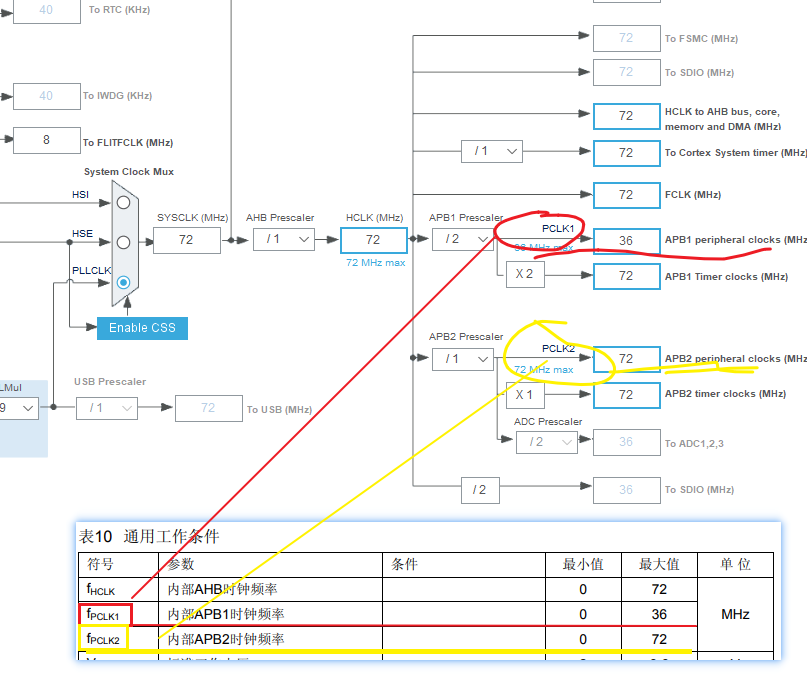 40
To RTC (KHz)
40
To IWDG (KHz)
8
To FLITFCLK (MHz)
System Clock Mux
HSI
HSE
PLLCLK
Enable CSS
SYSCLK (MHz)
72
AHB Prescaler
/ 1
HCLK (MHz)
72
72 MHz max
72
To FSMC (MHz)
72
To SDIO (MHz)
72
HCLK to AHB bus, core,
memory and DMA (MHz)
/ 1
72
To Cortex System timer (MHz)
72
FCLK (MHz)
APB1 Prescaler
/ 2
PCLK1
36 MHz max
36
APB1 peripheral clocks (MHz
X 2
72
APB1 Timer clocks (MHz)
APB2 Prescaler
/ 1
PCLK2
72 MHz max
72
APB2 peripheral clocks (MHz
X 1
72
APB2 timer clocks (MHz)
ADC Prescaler
/ 2
36
To ADC1,2,3
/ 2
36
To SDIO (MHz)
LMul
9
USB Prescaler
/ 1
72
To USB (MHz)
表10 通用工作条件
符号 参数 条件 最小值 最大值 单位
fHCLK 内部AHB时钟频率 0 72 MHz
fPCLK1 内部APB1时钟频率 0 36
fPCLK2 内部APB2时钟频率 0 72